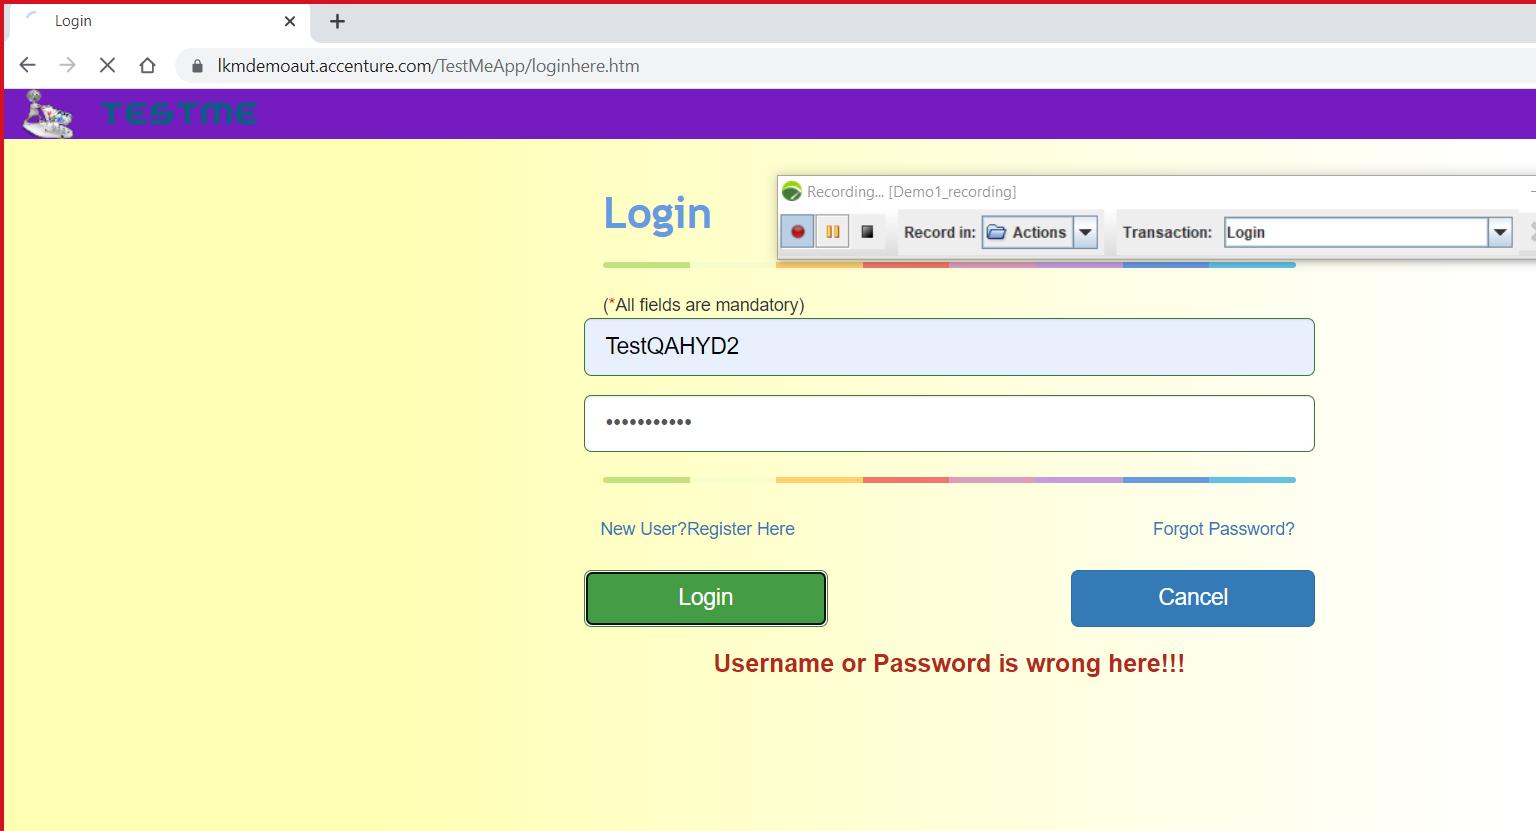 Login
lkmdemoaut.accenture.com/TestMeApp/loginhere.htm
TESTME
Recording... [Demo1_recording]
Login
Record in: Actions Transaction: Login
(*All fields are mandatory)
TestQAHYD2
•••••••••••
New User?Register Here Forgot Password?
Login Cancel
Username or Password is wrong here!!!